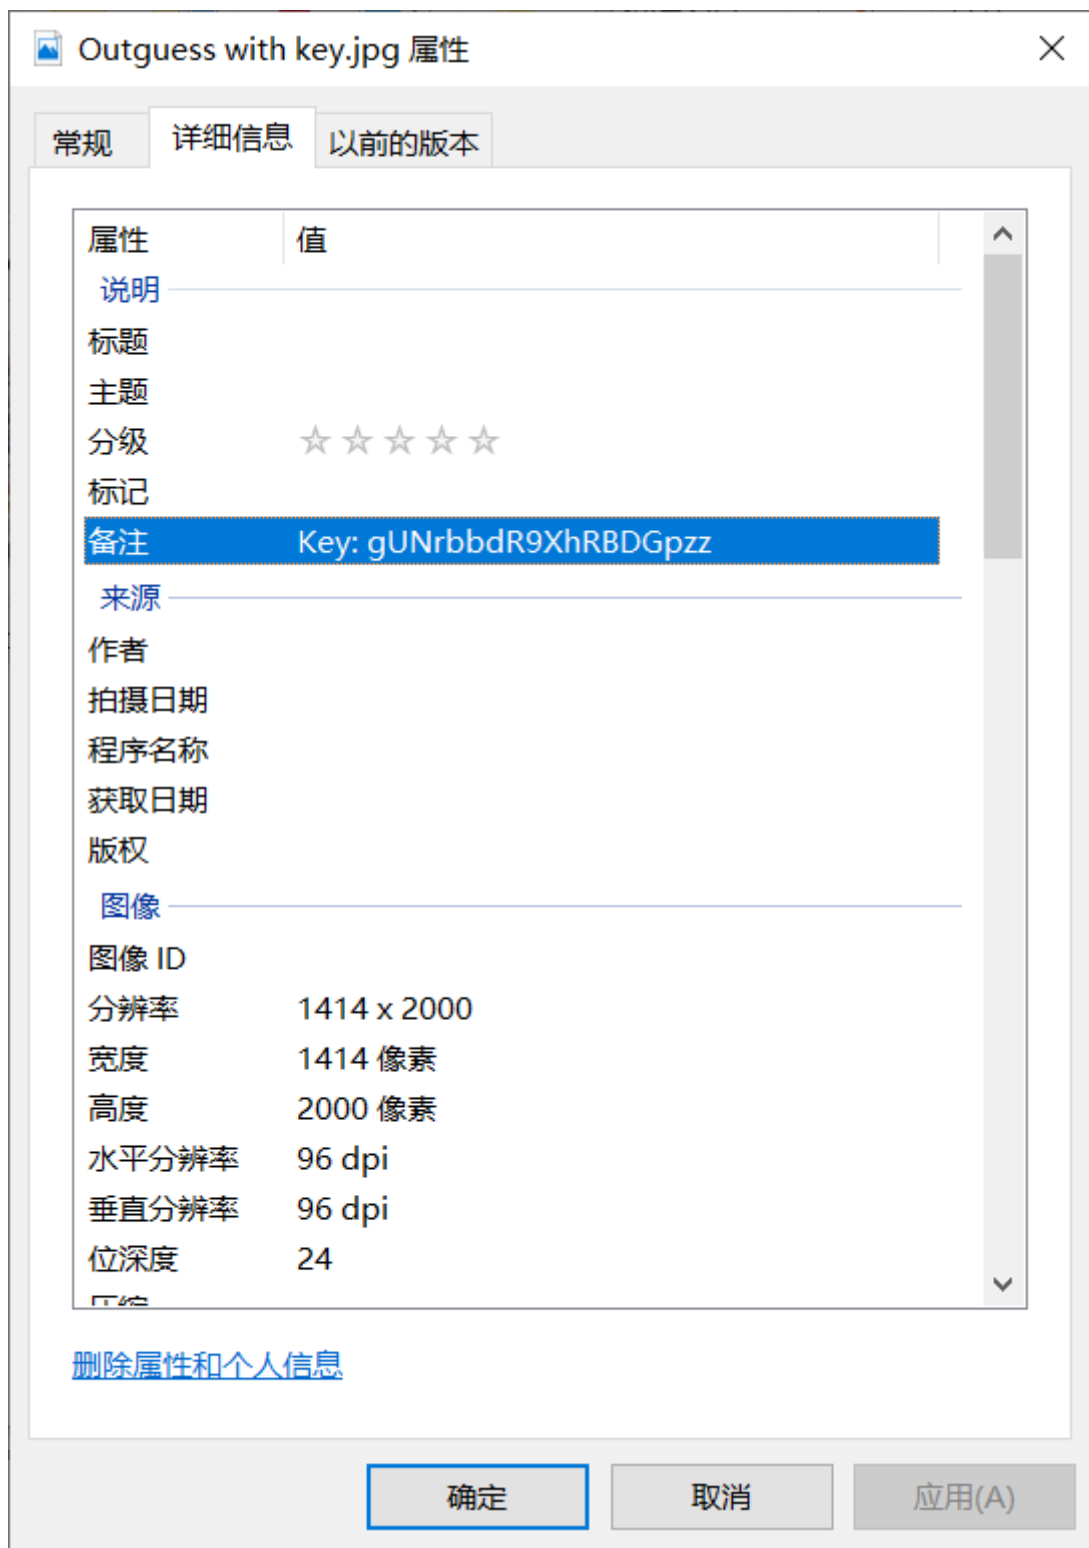 Outguess with key.jpg 属性
常规 详细信息 以前的版本
属性 值
说明
标题
主题
分级
标记
备注 Key: gUNrbbdR9XhRBDGpzz
来源
作者
拍摄日期
程序名称
获取日期
版权
图像
图像 ID
分辨率 1414 x 2000
宽度 1414 像素
高度 2000 像素
水平分辨率 96 dpi
垂直分辨率 96 dpi
位深度 24
删除属性和个人信息
确定 取消 应用(A)